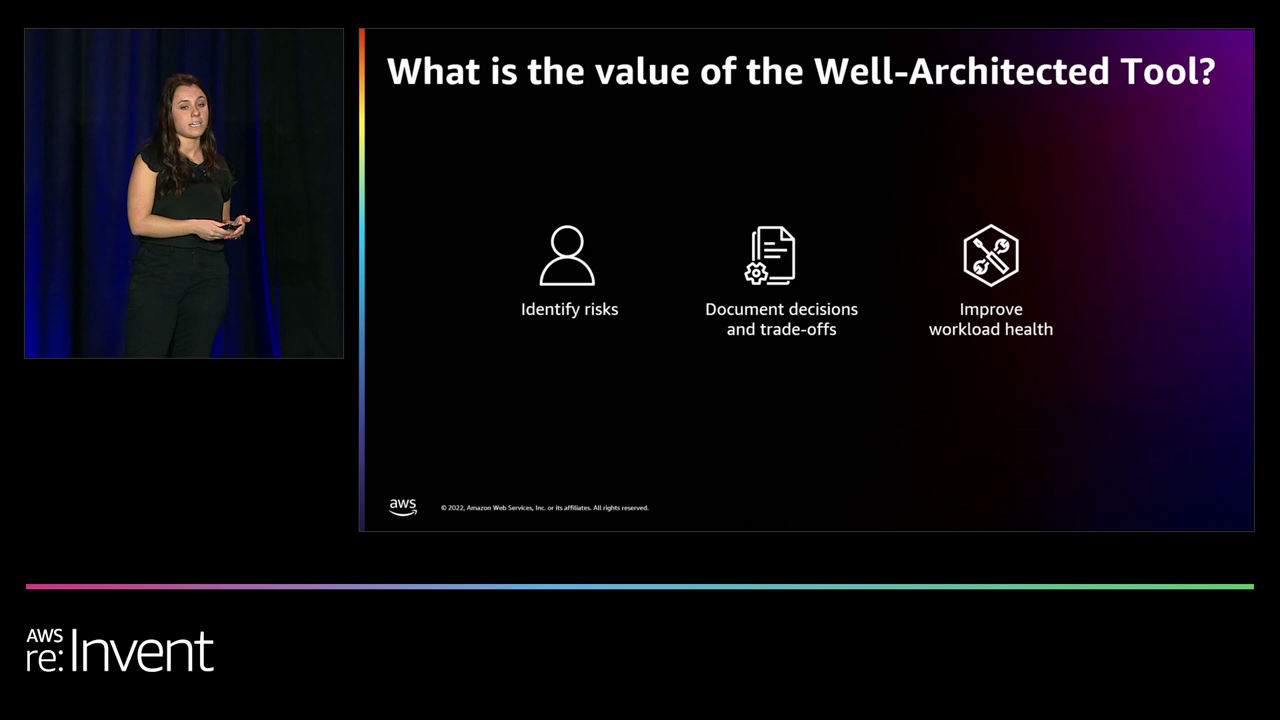 What is the value of the Well-Architected Tool?
Identify risks
Document decisions
and trade-offs
Improve
workload health
aws
© 2022, Amazon Web Services, Inc. or its affiliates. All rights reserved.
AWS
re:Invent